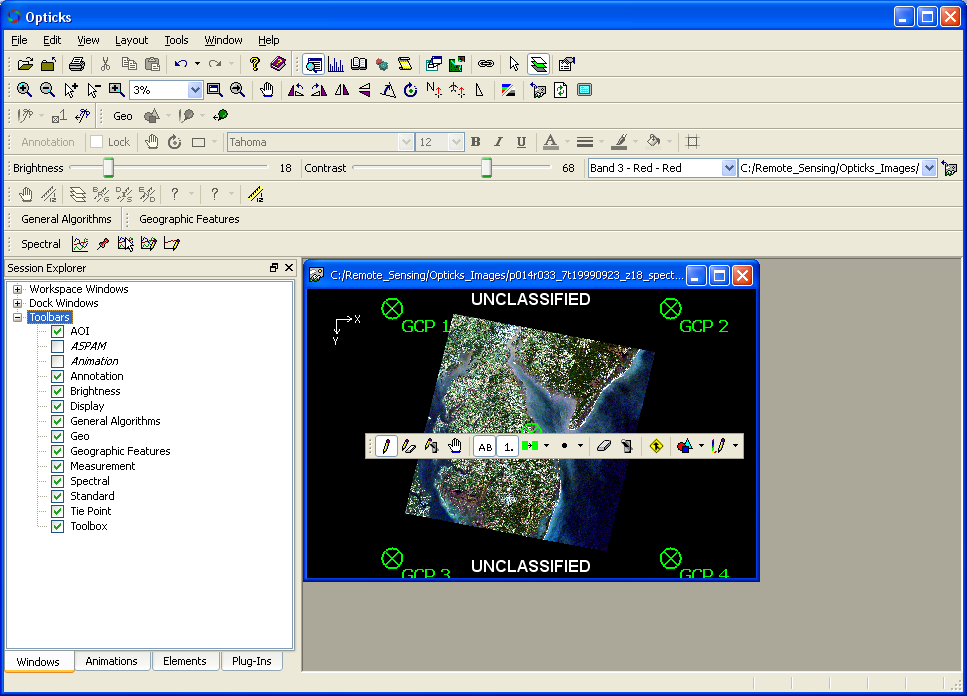 Opticks
File Edit View Layout Tools Window Help
3%
Geo
Annotation Lock Tahoma 12 B I U
Brightness 18 Contrast 68 Band 3 - Red - Red C:/Remote_Sensing/Opticks_Images/
General Algorithms Geographic Features
Spectral
Session Explorer
Workspace Windows
Dock Windows
Toolbars
AOI
ASPAM
Animation
Annotation
Brightness
Display
General Algorithms
Geo
Geographic Features
Measurement
Spectral
Standard
Tie Point
Toolbox
Windows Animations Elements Plug-Ins
C:/Remote_Sensing/Opticks_Images/p014r033_7t19990923_z18_spect...
UNCLASSIFIED
GCP 1 GCP 2
X
Y
AB 1.
GCP 3 GCP 4
UNCLASSIFIED